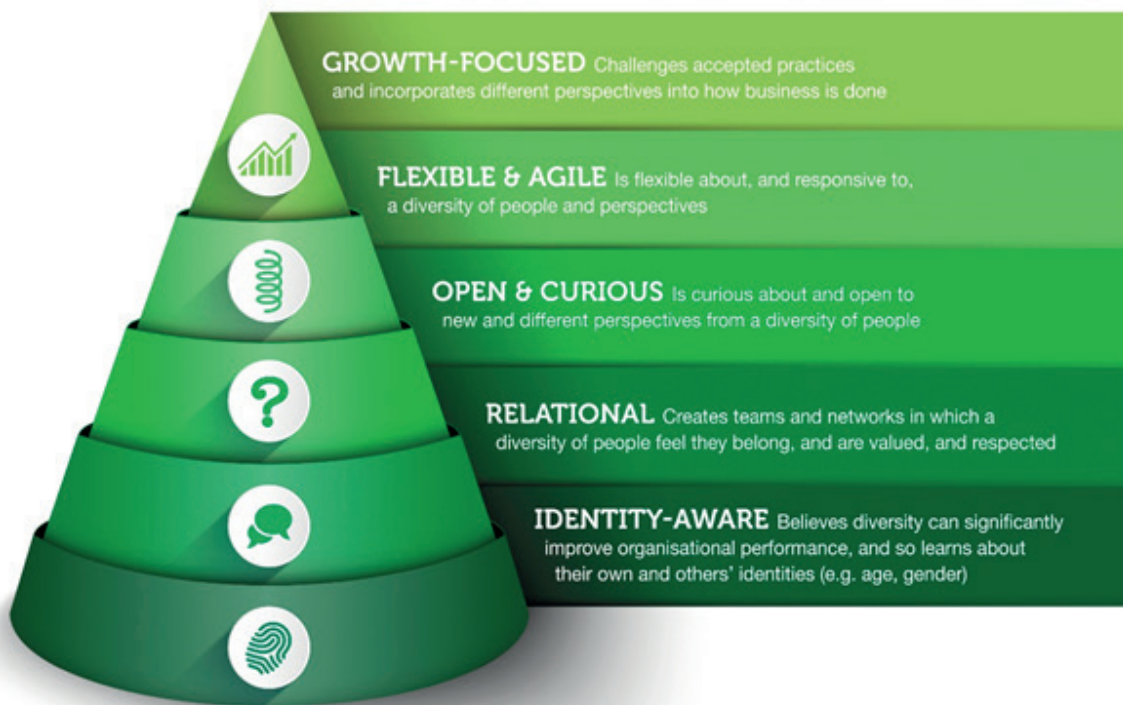 GROWTH-FOCUSED Challenges accepted practices
and incorporates different perspectives into how business is done
FLEXIBLE & AGILE Is flexible about, and responsive to,
a diversity of people and perspectives
OPEN & CURIOUS Is curious about and open to
new and different perspectives from a diversity of people
?
RELATIONAL Creates teams and networks in which a
diversity of people feel they belong, and are valued, and respected
IDENTITY-AWARE Believes diversity can significantly
improve organisational performance, and so learns about
their own and others' identities (e.g. age, gender)